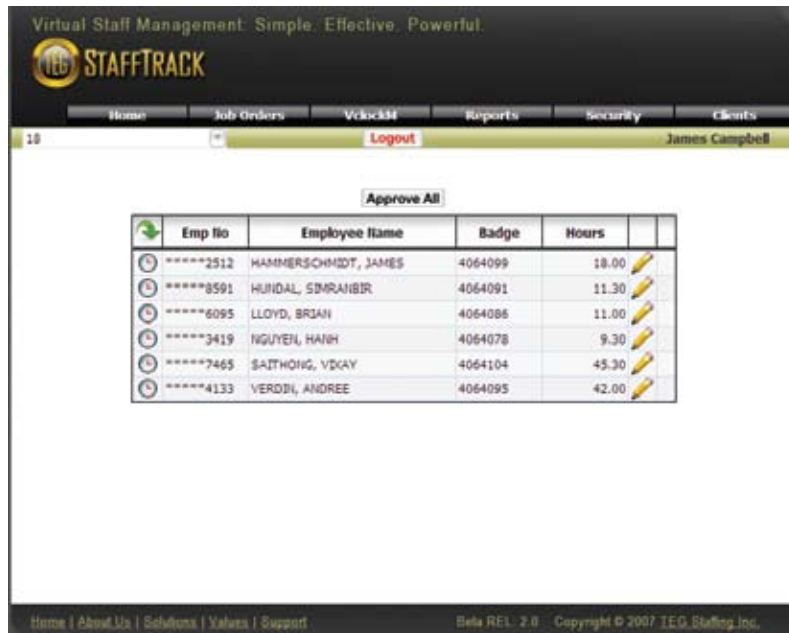 Virtual Staff Management: Simple. Effective. Powerful.
TEG STAFFTRACK
Home Job Orders VclockM Reports Security Clients
18 Logout James Campbell
Approve All
Emp No Employee Name Badge Hours
*****2512 HAMMERSCHMIDT, JAMES 4064099 18.00
*****8591 HUNDAL, SIMRANBIR 4064091 11.30
*****6095 LLOYD, BRIAN 4064086 11.00
*****3419 NGUYEN, HANH 4064078 9.30
*****7465 SAITHONG, VIXAY 4064104 45.30
*****4133 VERDIN, ANDREE 4064095 42.00
Home | About Us | Solutions | Values | Support Beta REL: 2.0 Copyright © 2007 TEG Staffing Inc.